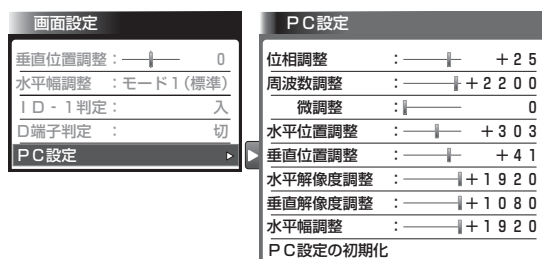 画面設定
垂直位置調整：0
水平幅調整：モード１(標準)
ＩＤ‐１判定：入
Ｄ端子判定：切
ＰＣ設定
ＰＣ設定
位相調整：＋２５
周波数調整：＋２２００
微調整：０
水平位置調整：＋３０３
垂直位置調整：＋４１
水平解像度調整：＋１９２０
垂直解像度調整：＋１０８０
水平幅調整：＋１９２０
ＰＣ設定の初期化